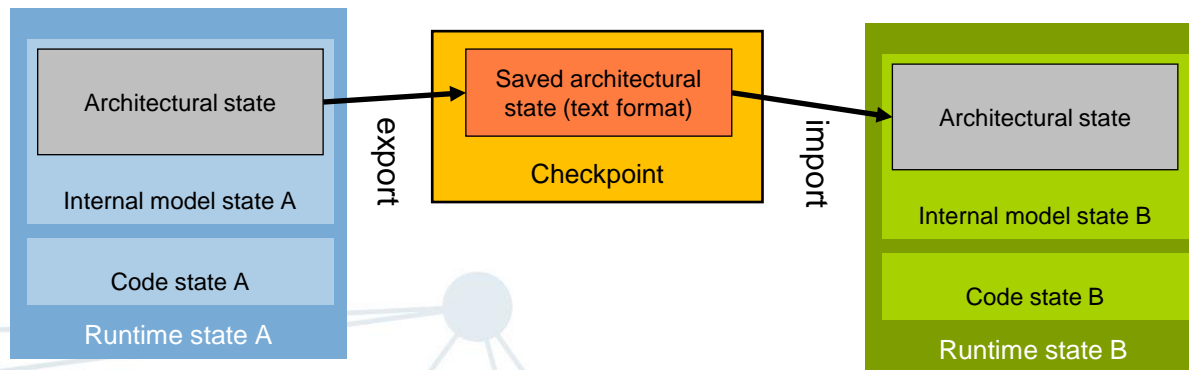 Architectural state
Internal model state A
Code state A
Runtime state A
export
Saved architectural
state (text format)
Checkpoint
import
Architectural state
Internal model state B
Code state B
Runtime state B